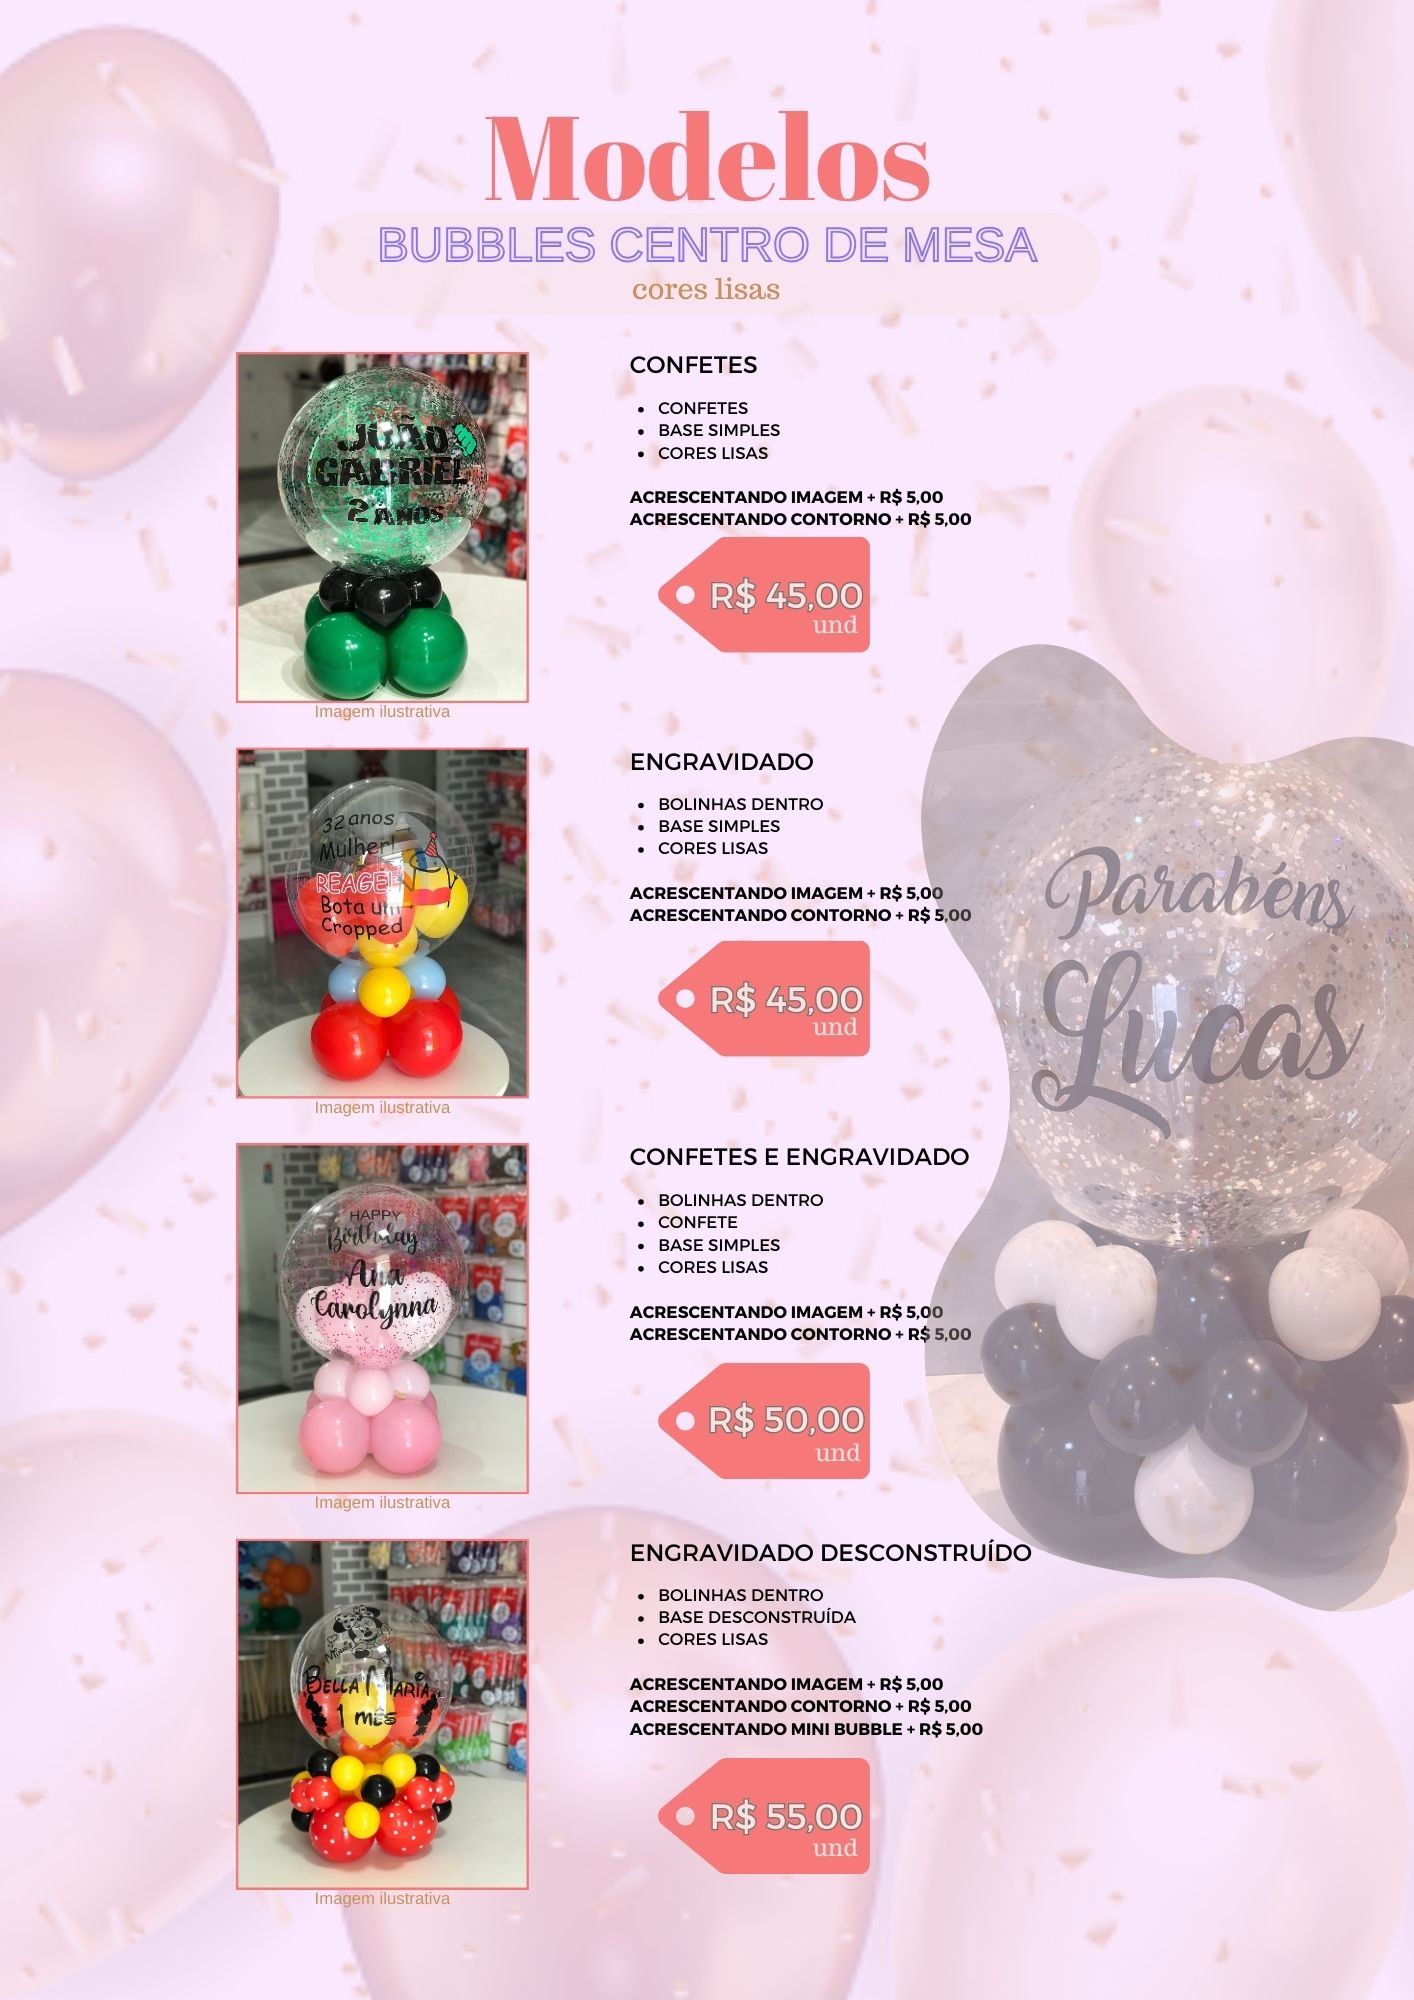 Modelos
BUBBLES CENTRO DE MESA
cores lisas
JOÃO
GABRIEL
2 ANOS
Imagem ilustrativa
CONFETES
• CONFETES
• BASE SIMPLES
• CORES LISAS
ACRESCENTANDO IMAGEM + R$ 5,00
ACRESCENTANDO CONTORNO + R$ 5,00
R$ 45,00
und
32 anos
Mulher!
REAGE!
Bota um
Cropped
Imagem ilustrativa
ENGRAVIDADO
• BOLINHAS DENTRO
• BASE SIMPLES
• CORES LISAS
ACRESCENTANDO IMAGEM + R$ 5,00
ACRESCENTANDO CONTORNO + R$ 5,00
R$ 45,00
und
Parabéns
Lucas
HAPPY
Birthday
Ana
Carolynna
Imagem ilustrativa
CONFETES E ENGRAVIDADO
• BOLINHAS DENTRO
• CONFETE
• BASE SIMPLES
• CORES LISAS
ACRESCENTANDO IMAGEM + R$ 5,00
ACRESCENTANDO CONTORNO + R$ 5,00
R$ 50,00
und
Minnie
BELLA MARIA
1 MÊS
Imagem ilustrativa
ENGRAVIDADO DESCONSTRUÍDO
• BOLINHAS DENTRO
• BASE DESCONSTRUÍDA
• CORES LISAS
ACRESCENTANDO IMAGEM + R$ 5,00
ACRESCENTANDO CONTORNO + R$ 5,00
ACRESCENTANDO MINI BUBBLE + R$ 5,00
R$ 55,00
und